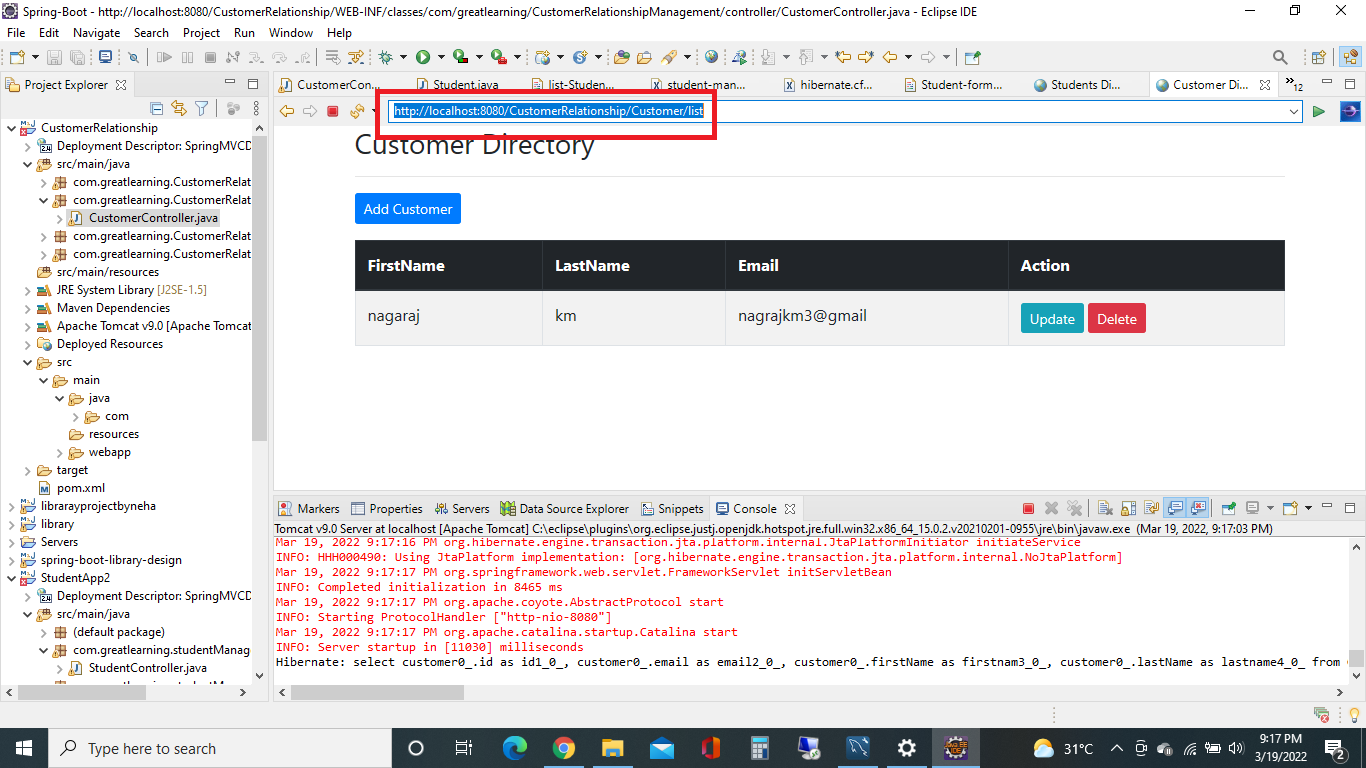 Spring-Boot - http://localhost:8080/CustomerRelationship/WEB-INF/classes/com/greatlearning/CustomerRelationshipManagement/controller/CustomerController.java - Eclipse IDE
File Edit Navigate Search Project Run Window Help
Project Explorer
CustomerRelationship
Deployment Descriptor: SpringMVCD
src/main/java
com.greatlearning.CustomerRelat
com.greatlearning.CustomerRelat
CustomerController.java
com.greatlearning.CustomerRelat
com.greatlearning.CustomerRelat
src/main/resources
JRE System Library [J2SE-1.5]
Maven Dependencies
Apache Tomcat v9.0 [Apache Tomcat
Deployed Resources
src
main
java
com
resources
webapp
target
pom.xml
librarayprojectbyneha
library
Servers
spring-boot-library-design
StudentApp2
Deployment Descriptor: SpringMVCD
src/main/java
(default package)
com.greatlearning.studentManag
StudentController.java
CustomerCon... Student.java list-Studen... student-man... hibernate.cf... Student-form... Students Di... Customer Di... 12
http://localhost:8080/CustomerRelationship/Customer/list
Customer Directory
Add Customer
FirstName LastName Email Action
nagaraj km nagrajkm3@gmail Update Delete
Markers Properties Servers Data Source Explorer Snippets Console
Tomcat v9.0 Server at localhost [Apache Tomcat] C:\eclipse\plugins\org.eclipse.justj.openjdk.hotspot.jre.full.win32.x86_64_15.0.2.v20210201-0955\jre\bin\javaw.exe (Mar 19, 2022, 9:17:03 PM)
Mar 19, 2022 9:17:16 PM org.hibernate.engine.transaction.jta.platform.internal.JtaPlatformInitiator initiateService
INFO: HHH000490: Using JtaPlatform implementation: [org.hibernate.engine.transaction.jta.platform.internal.NoJtaPlatform]
Mar 19, 2022 9:17:17 PM org.springframework.web.servlet.FrameworkServlet initServletBean
INFO: Completed initialization in 8465 ms
Mar 19, 2022 9:17:17 PM org.apache.coyote.AbstractProtocol start
INFO: Starting ProtocolHandler ["http-nio-8080"]
Mar 19, 2022 9:17:17 PM org.apache.catalina.startup.Catalina start
INFO: Server startup in [11030] milliseconds
Hibernate: select customer0_.id as id1_0_, customer0_.email as email2_0_, customer0_.firstName as firstnam3_0_, customer0_.lastName as lastname4_0_ from
Type here to search
31°C
9:17 PM
3/19/2022
2